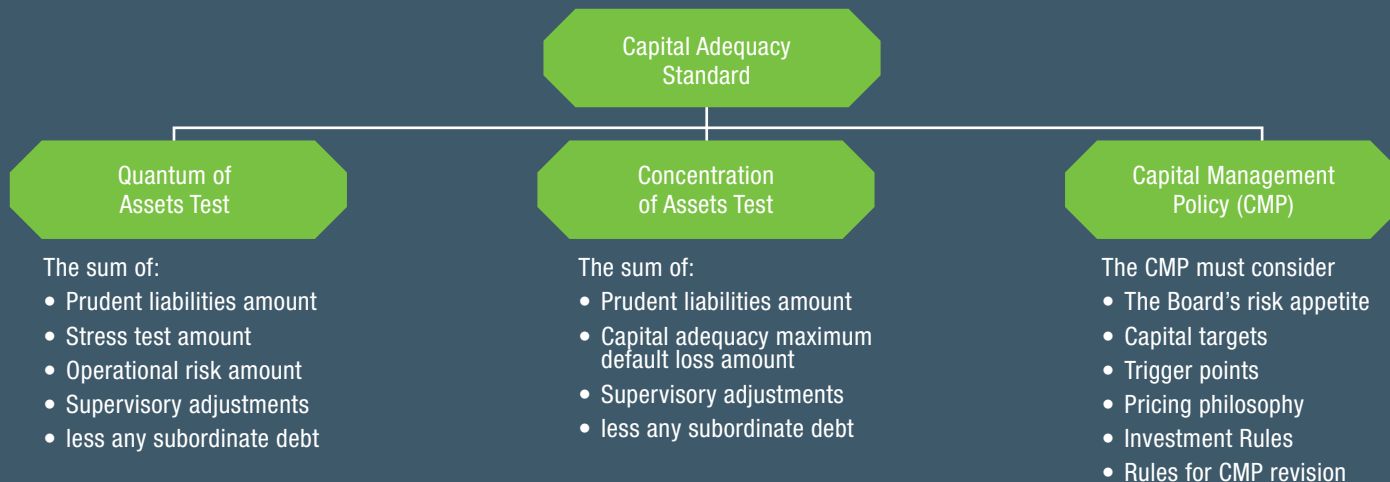 Capital Adequacy
Standard
Quantum of
Assets Test
The sum of:
• Prudent liabilities amount
• Stress test amount
• Operational risk amount
• Supervisory adjustments
• less any subordinate debt
Concentration
of Assets Test
The sum of:
• Prudent liabilities amount
• Capital adequacy maximum
default loss amount
• Supervisory adjustments
• less any subordinate debt
Capital Management
Policy (CMP)
The CMP must consider
• The Board’s risk appetite
• Capital targets
• Trigger points
• Pricing philosophy
• Investment Rules
• Rules for CMP revision